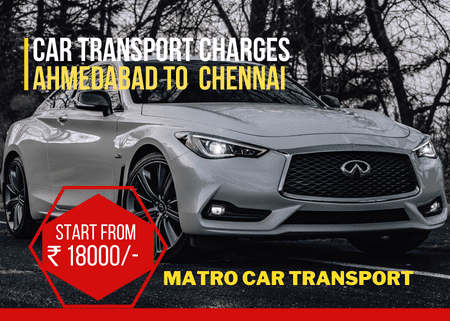 CAR TRANSPORT CHARGES
AHMEDABAD TO CHENNAI
START FROM
₹ 18000/-
MATRO CAR TRANSPORT